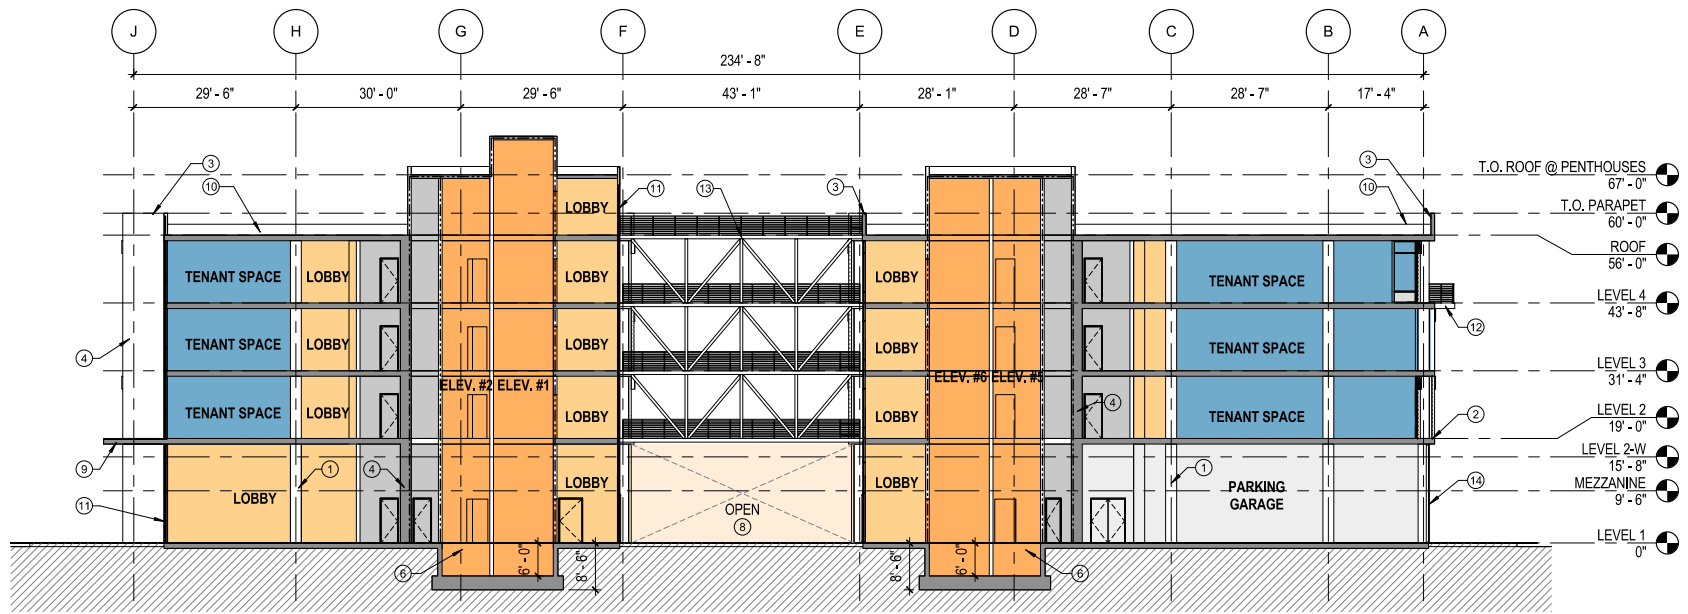 J H G F E D C B A
234' - 8"
29' - 6" 30' - 0" 29' - 6" 43' - 1" 28' - 1" 28' - 7" 28' - 7" 17' - 4"
3 10 11 13 3 3 10
T.O. ROOF @ PENTHOUSES
67' - 0"
T.O. PARAPET
60' - 0"
LOBBY
ROOF
56' - 0"
TENANT SPACE LOBBY LOBBY LOBBY TENANT SPACE
LEVEL 4
43' - 8"
12
4 TENANT SPACE LOBBY LOBBY LOBBY TENANT SPACE
LEVEL 3
31' - 4"
ELEV. #2 ELEV. #1 ELEV. #6 ELEV. #5
TENANT SPACE LOBBY LOBBY LOBBY 4 TENANT SPACE 2
LEVEL 2
19' - 0"
9 1 4 1
LEVEL 2-W
15' - 8"
LOBBY LOBBY LOBBY
PARKING
GARAGE
14
MEZZANINE
9' - 6"
11
OPEN
8
LEVEL 1
0"
6 6' - 0" 8' - 6" 8' - 6" 6' - 0" 6